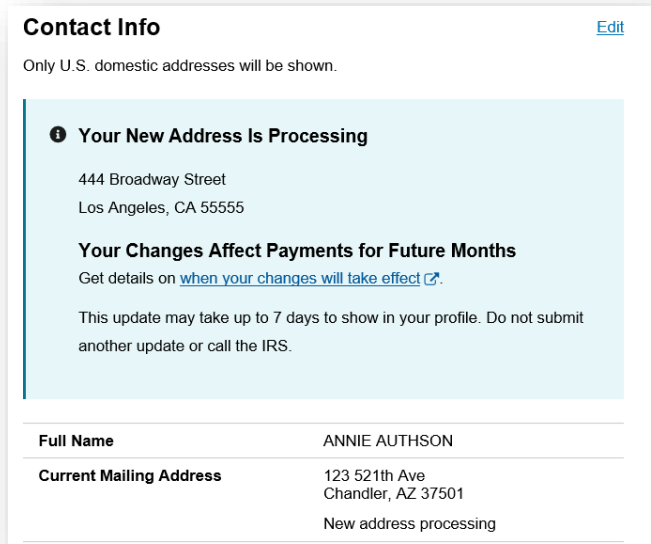 Contact Info
Edit
Only U.S. domestic addresses will be shown.
Your New Address Is Processing
444 Broadway Street
Los Angeles, CA 55555
Your Changes Affect Payments for Future Months
Get details on when your changes will take effect.
This update may take up to 7 days to show in your profile. Do not submit
another update or call the IRS.
Full Name
ANNIE AUTHSON
Current Mailing Address
123 521th Ave
Chandler, AZ 37501
New address processing